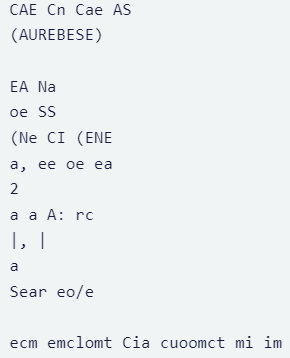 CAE Cn Cae AS
(AUREBESE)
EA Na
oe SS
(Ne CI (ENE
a, ee oe ea
2
a a A: rc
|, |
a
Sear eo/e
ecm emclomt Cia cuoomct mi im